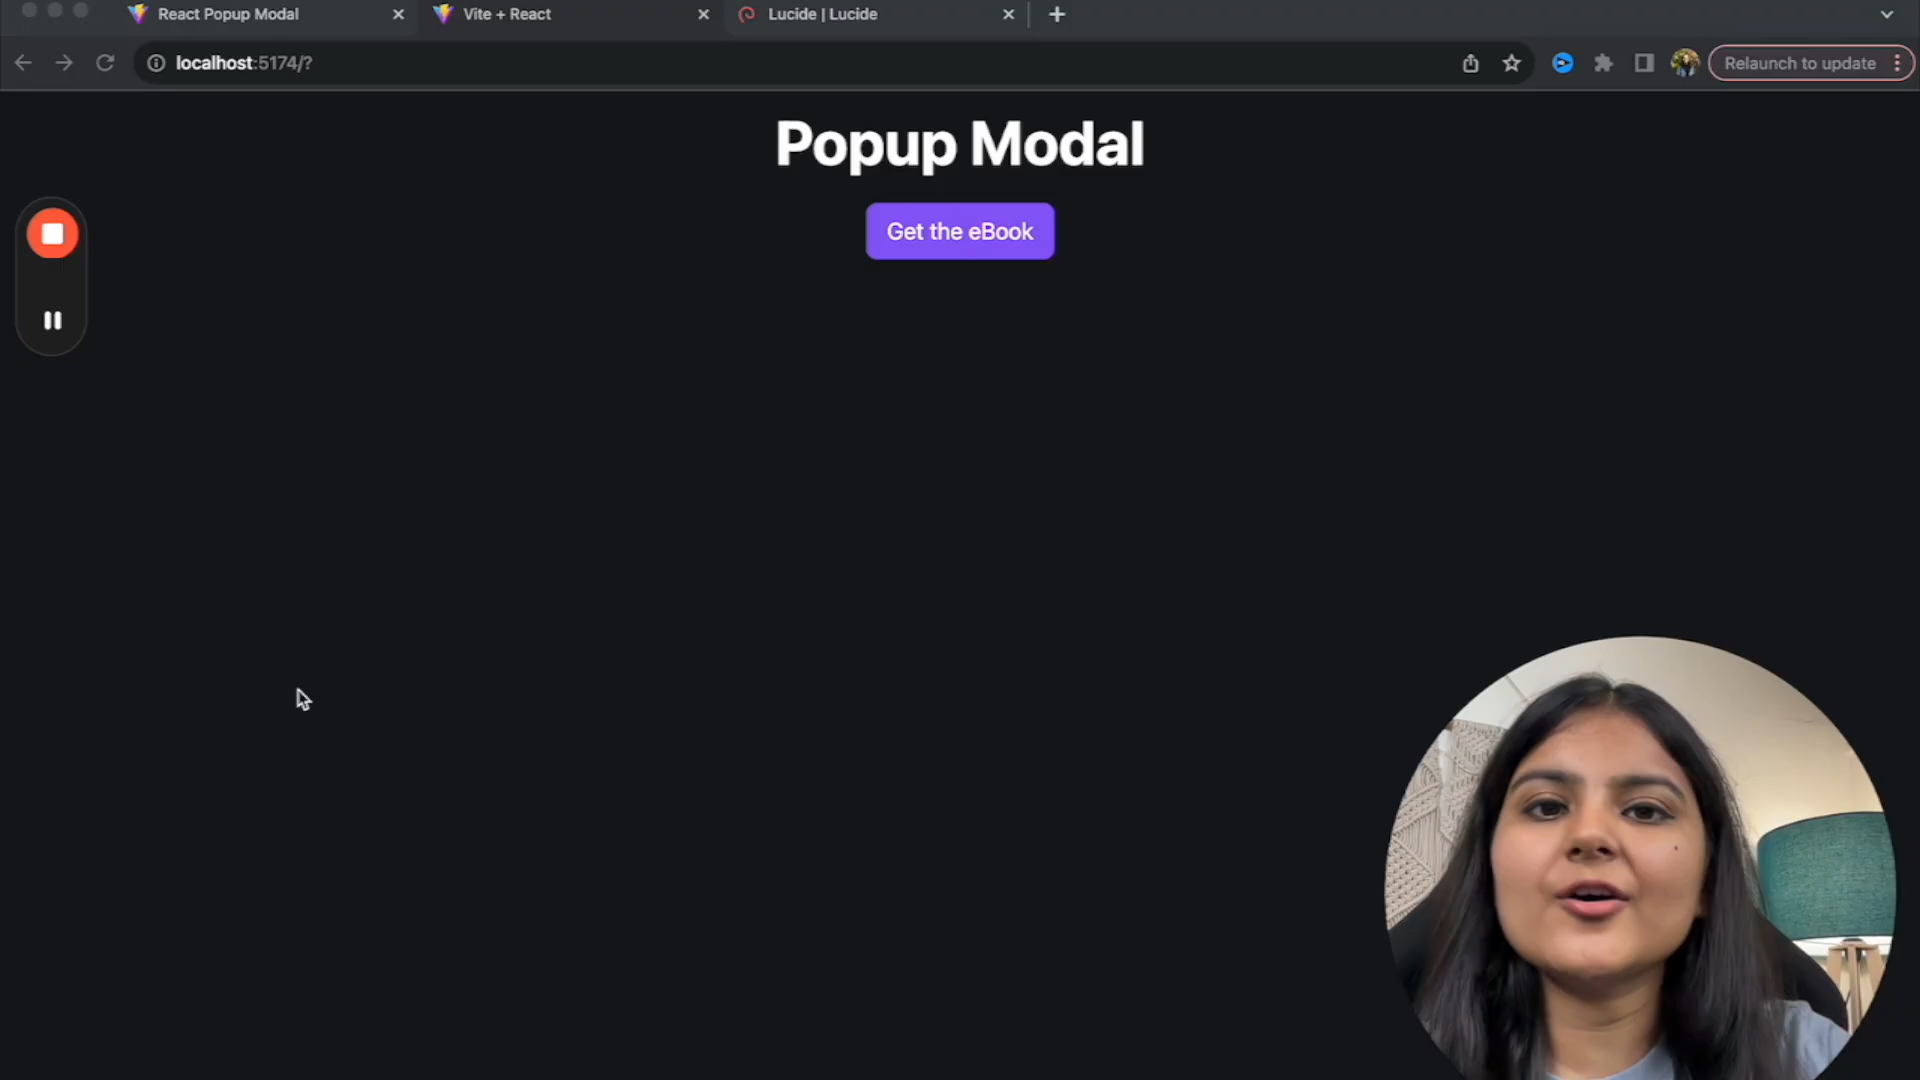 React Popup Modal
Vite + React
Lucide | Lucide
localhost:5174/?
Relaunch to update
Popup Modal
Get the eBook